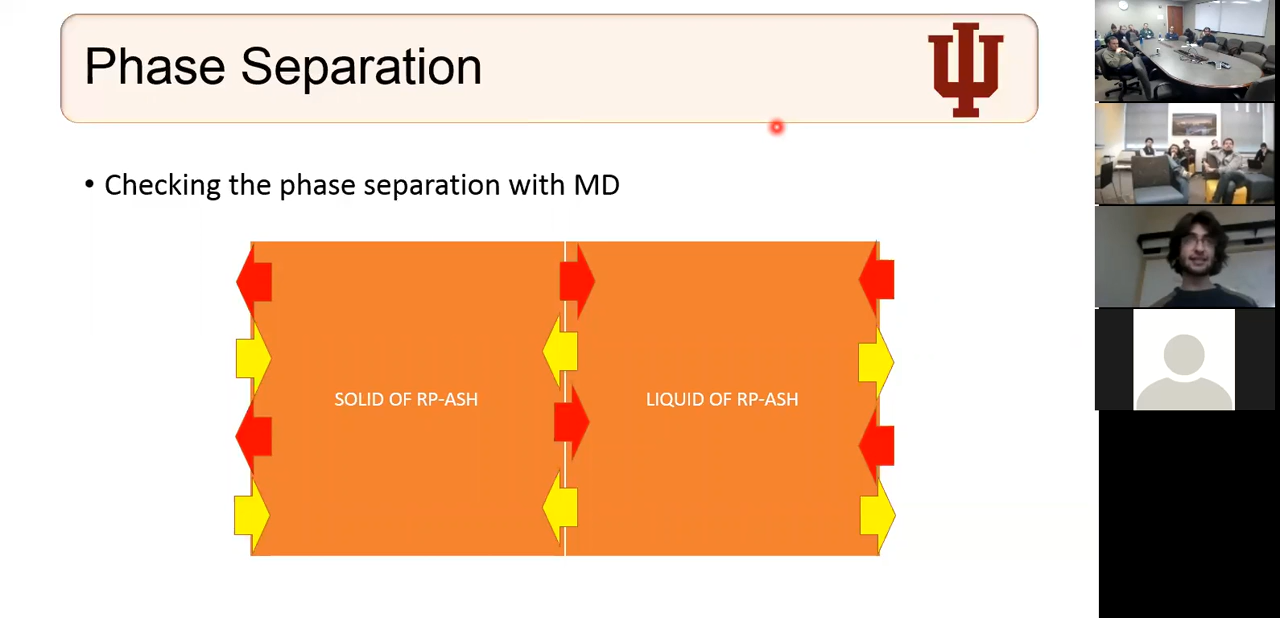 Phase Separation
• Checking the phase separation with MD
SOLID OF RP-ASH
LIQUID OF RP-ASH